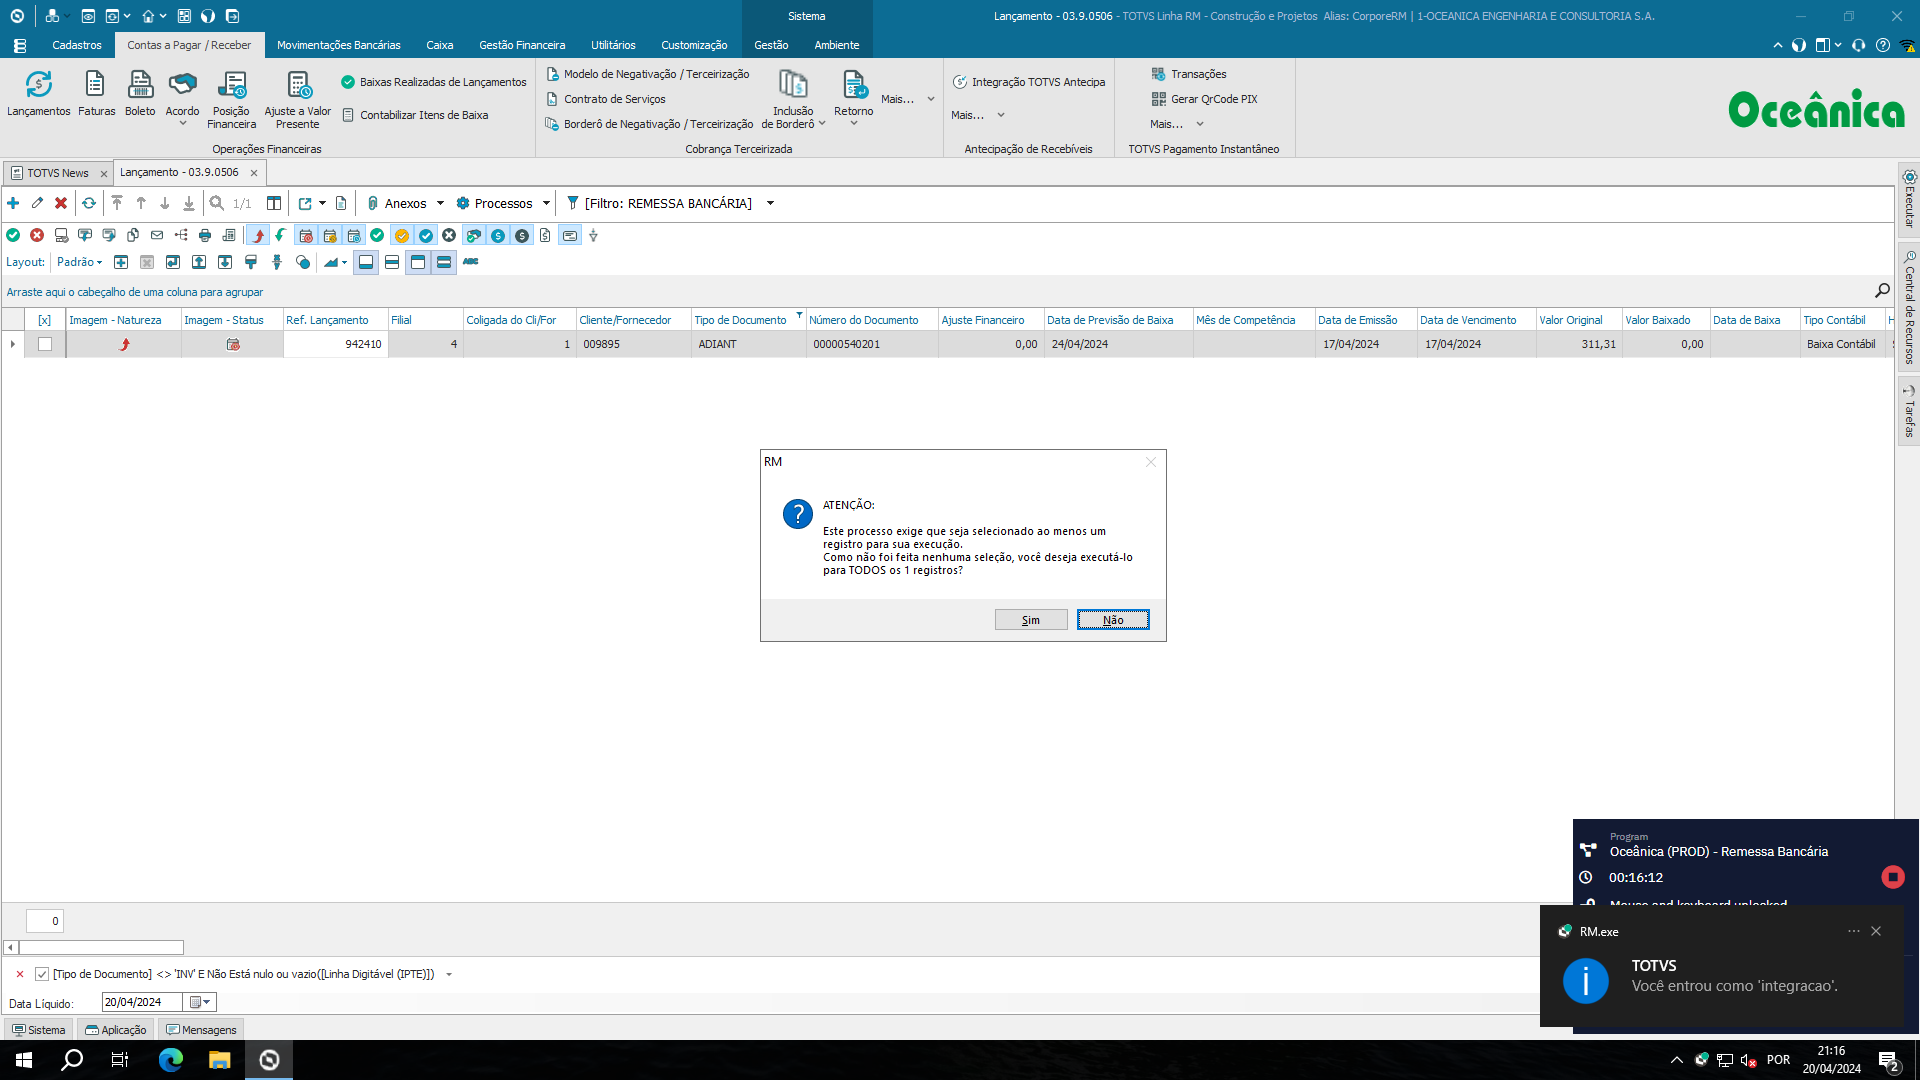 Sistema
Lançamento - 03.9.0506 - TOTVS Linha RM - Construção e Projetos Alias: CorporeRM | 1-OCEANICA ENGENHARIA E CONSULTORIA S.A.
Cadastros
Contas a Pagar / Receber
Movimentações Bancárias
Caixa
Gestão Financeira
Utilitários
Customização
Gestão
Ambiente
Lançamentos
Faturas
Boleto
Acordo
Posição Financeira
Ajuste a Valor Presente
Baixas Realizadas de Lançamentos
Contabilizar Itens de Baixa
Operações Financeiras
Modelo de Negativação / Terceirização
Contrato de Serviços
Borderô de Negativação / Terceirização
Inclusão de Borderô
Retorno
Mais...
Cobrança Terceirizada
Integração TOTVS Antecipa
Mais...
Antecipação de Recebíveis
Transações
Gerar QrCode PIX
Mais...
TOTVS Pagamento Instantâneo
Oceânica
TOTVS News
Lançamento - 03.9.0506
1/1
Anexos
Processos
[Filtro: REMESSA BANCÁRIA]
Layout: Padrão
ABC
Arraste aqui o cabeçalho de uma coluna para agrupar
[x] Imagem - Natureza Imagem - Status Ref. Lançamento Filial Coligada do Cli/For Cliente/Fornecedor Tipo de Documento Número do Documento Ajuste Financeiro Data de Previsão de Baixa Mês de Competência Data de Emissão Data de Vencimento Valor Original Valor Baixado Data de Baixa Tipo Contábil
942410 4 1 009895 ADIANT 00000540201 0,00 24/04/2024 17/04/2024 17/04/2024 311,31 0,00 Baixa Contábil
Executar
Central de Recursos
Tarefas
RM
ATENÇÃO:
Este processo exige que seja selecionado ao menos um
registro para sua execução.
Como não foi feita nenhuma seleção, você deseja executá-lo
para TODOS os 1 registros?
Sim
Não
Program
Oceânica (PROD) - Remessa Bancária
00:16:12
Mouse and keyboard unlocked
RM.exe
TOTVS
Você entrou como 'integracao'.
0
[Tipo de Documento] <> 'INV' E Não Está nulo ou vazio([Linha Digitável (IPTE)])
Data Líquido: 20/04/2024
Sistema
Aplicação
Mensagens
POR
21:16
20/04/2024
2